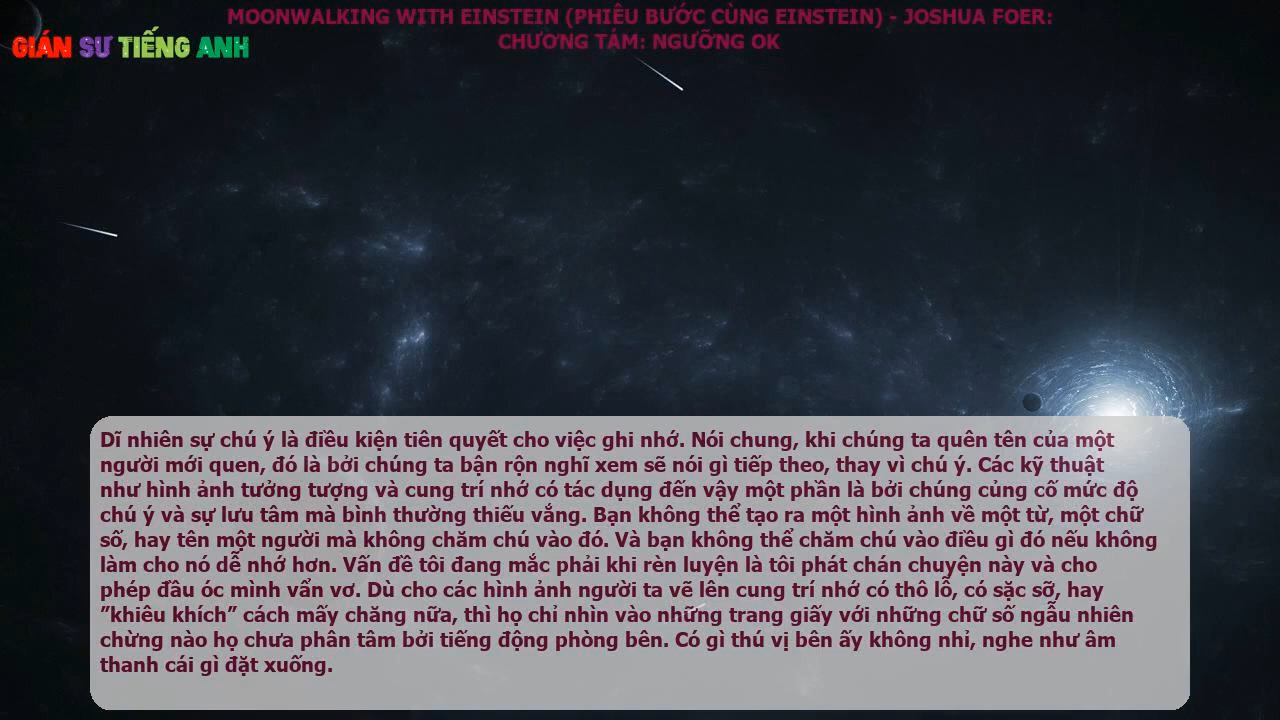 MOONWALKING WITH EINSTEIN (PHIÊU BƯỚC CÙNG EINSTEIN) - JOSHUA FOER:
CHƯƠNG TÁM: NGƯỠNG OK
GIÁN SƯ TIẾNG ANH
Dĩ nhiên sự chú ý là điều kiện tiên quyết cho việc ghi nhớ. Nói chung, khi chúng ta quên tên của một
người mới quen, đó là bởi chúng ta bận rộn nghĩ xem sẽ nói gì tiếp theo, thay vì chú ý. Các kỹ thuật
như hình ảnh tưởng tượng và cung trí nhớ có tác dụng đến vậy một phần là bởi chúng củng cố mức độ
chú ý và sự lưu tâm mà bình thường thiếu vắng. Bạn không thể tạo ra một hình ảnh về một từ, một chữ
số, hay tên một người mà không chăm chú vào đó. Và bạn không thể chăm chú vào điều gì đó nếu không
làm cho nó dễ nhớ hơn. Vấn đề tôi đang mắc phải khi rèn luyện là tôi phát chán chuyện này và cho
phép đầu óc mình vẩn vơ. Dù cho các hình ảnh người ta vẽ lên cung trí nhớ có thô lỗ, có sặc sỡ, hay
”khiêu khích” cách mấy chăng nữa, thì họ chỉ nhìn vào những trang giấy với những chữ số ngẫu nhiên
chừng nào họ chưa phân tâm bởi tiếng động phòng bên. Có gì thú vị bên ấy không nhỉ, nghe như âm
thanh cái gì đặt xuống.